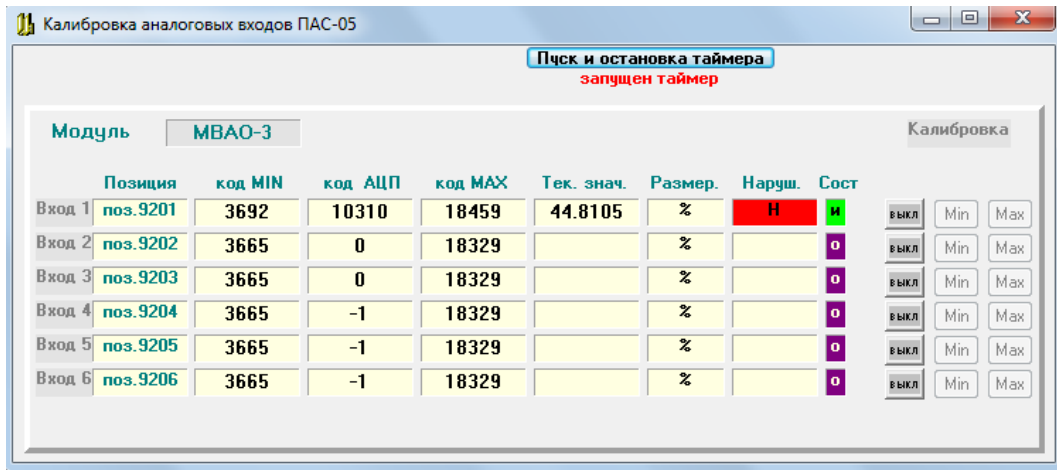 Калибровка аналоговых входов ПАС-05
Пуск и остановка таймера
запущен таймер
Модуль МВАО-3 Калибровка
Позиция код MIN код АЦП код MAX Тек. знач. Размер. Наруш. Сост
Вход 1 поз.9201 3692 10310 18459 44.8105 % Н и выкл Min Max
Вход 2 поз.9202 3665 0 18329 % о выкл Min Max
Вход 3 поз.9203 3665 0 18329 % о выкл Min Max
Вход 4 поз.9204 3665 -1 18329 % о выкл Min Max
Вход 5 поз.9205 3665 -1 18329 % о выкл Min Max
Вход 6 поз.9206 3665 -1 18329 % о выкл Min Max